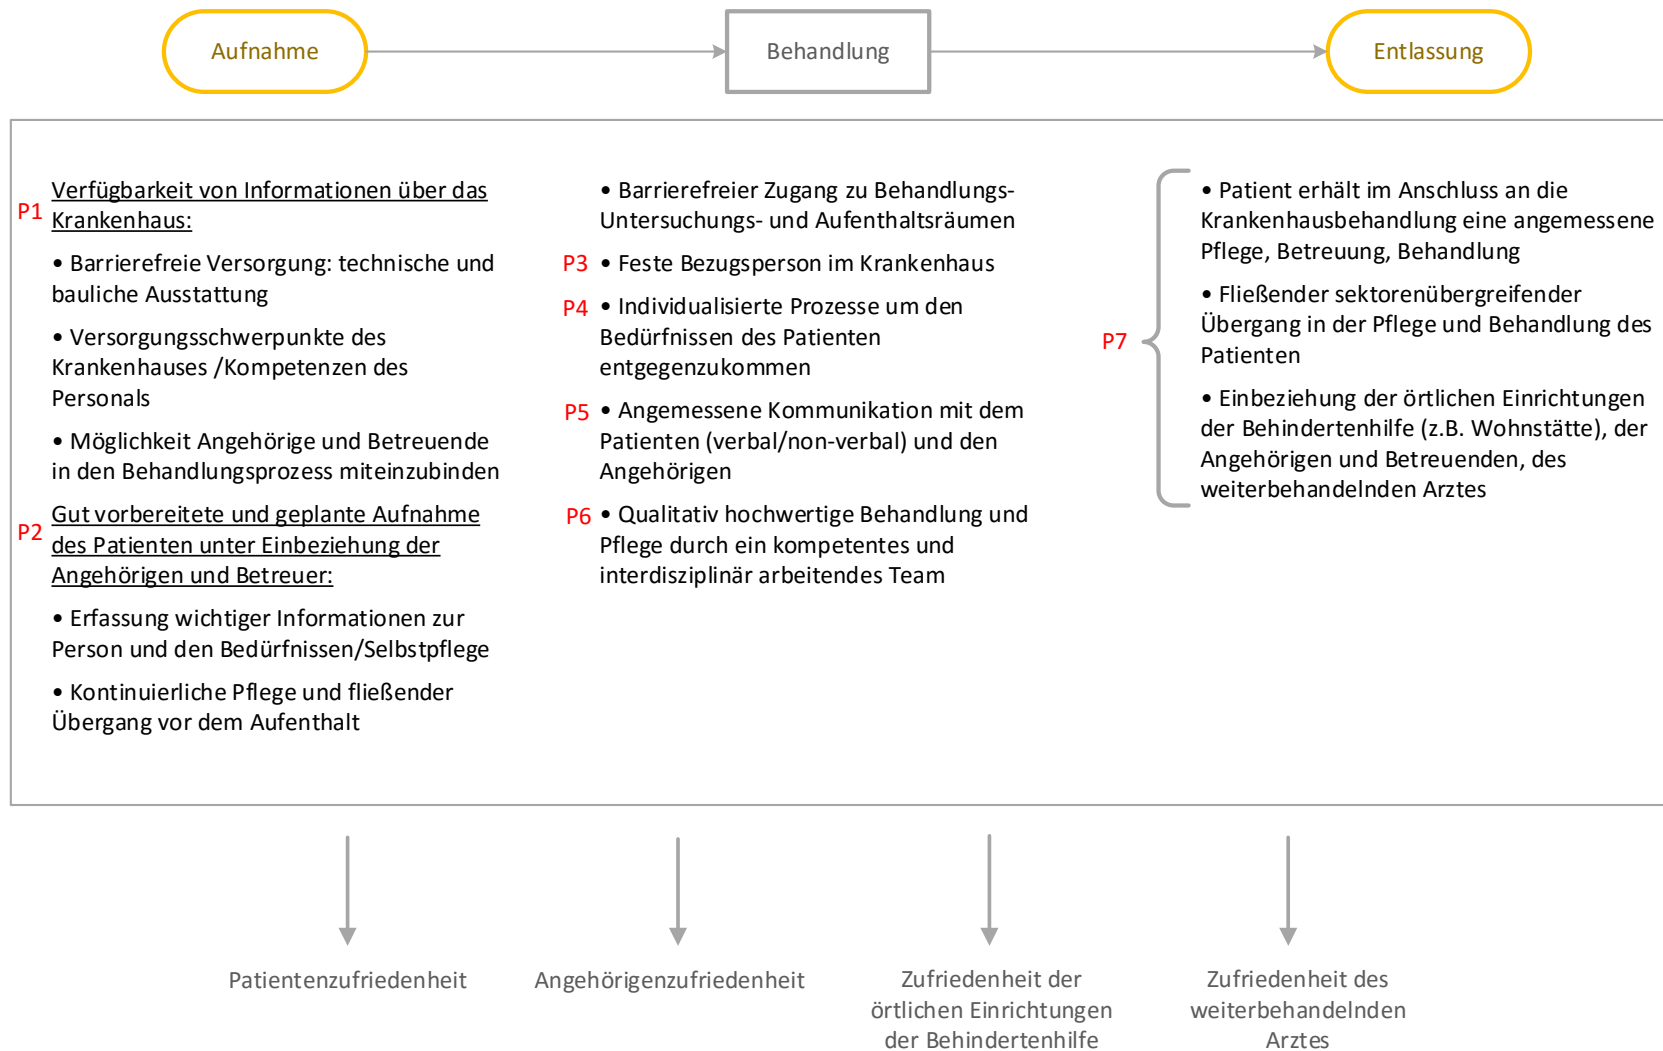 Aufnahme
Behandlung
Entlassung
P1
Verfügbarkeit von Informationen über das
Krankenhaus:
• Barrierefreie Versorgung: technische und
bauliche Ausstattung
• Versorgungsschwerpunkte des
Krankenhauses /Kompetenzen des
Personals
• Möglichkeit Angehörige und Betreuende
in den Behandlungsprozess miteinzubinden
P2
Gut vorbereitete und geplante Aufnahme
des Patienten unter Einbeziehung der
Angehörigen und Betreuer:
• Erfassung wichtiger Informationen zur
Person und den Bedürfnissen/Selbstpflege
• Kontinuierliche Pflege und fließender
Übergang vor dem Aufenthalt
• Barrierefreier Zugang zu Behandlungs-
Untersuchungs- und Aufenthaltsräumen
P3 • Feste Bezugsperson im Krankenhaus
P4 • Individualisierte Prozesse um den
Bedürfnissen des Patienten
entgegenzukommen
P5 • Angemessene Kommunikation mit dem
Patienten (verbal/non-verbal) und den
Angehörigen
P6 • Qualitativ hochwertige Behandlung und
Pflege durch ein kompetentes und
interdisziplinär arbeitendes Team
P7
• Patient erhält im Anschluss an die
Krankenhausbehandlung eine angemessene
Pflege, Betreuung, Behandlung
• Fließender sektorenübergreifender
Übergang in der Pflege und Behandlung des
Patienten
• Einbeziehung der örtlichen Einrichtungen
der Behindertenhilfe (z.B. Wohnstätte), der
Angehörigen und Betreuenden, des
weiterbehandelnden Arztes
Patientenzufriedenheit
Angehörigenzufriedenheit
Zufriedenheit der
örtlichen Einrichtungen
der Behindertenhilfe
Zufriedenheit des
weiterbehandelnden
Arztes